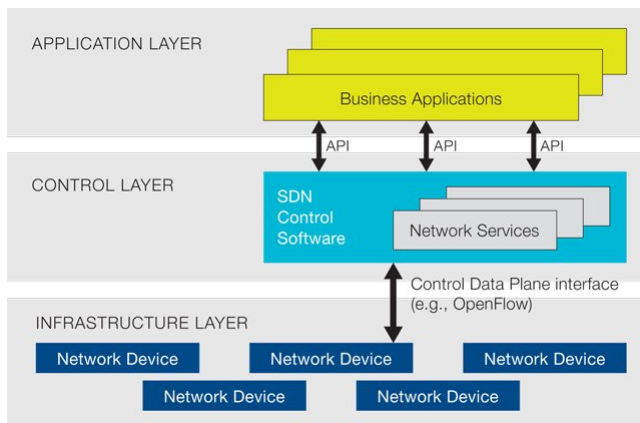 APPLICATION LAYER
Business Applications
API
API
API
CONTROL LAYER
SDN
Control
Software
Network Services
Control Data Plane interface
(e.g., OpenFlow)
INFRASTRUCTURE LAYER
Network Device
Network Device
Network Device
Network Device
Network Device